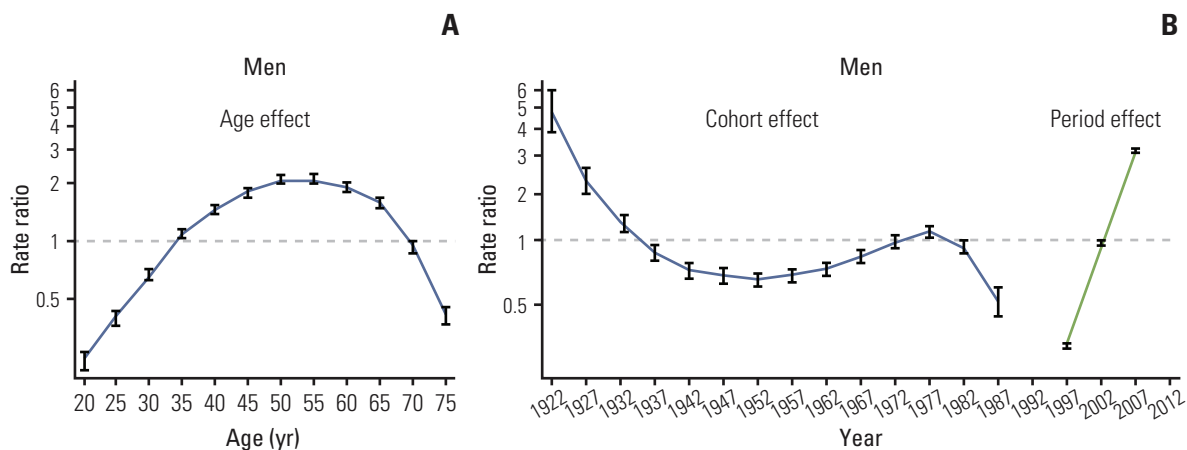 A
Men
Age effect
Rate ratio
6
5
4
3
2
1
0.5
20 25 30 35 40 45 50 55 60 65 70 75
Age (yr)
B
Men
Cohort effect
Period effect
Rate ratio
6
5
4
3
2
1
0.5
1922 1927 1932 1937 1942 1947 1952 1957 1962 1967 1972 1977 1982 1987 1992 1997 2002 2007 2012
Year